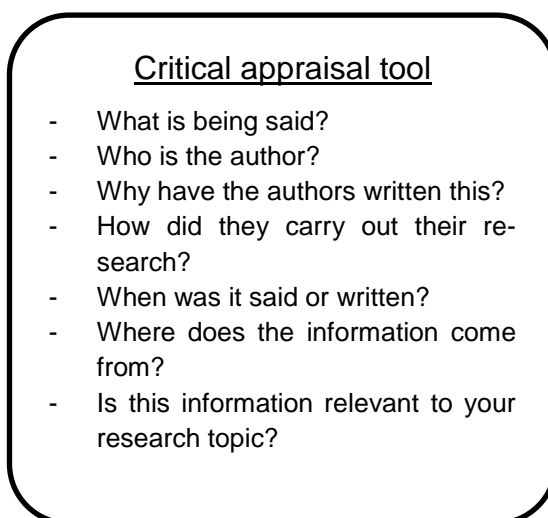 Critical appraisal tool
- What is being said?
- Who is the author?
- Why have the authors written this?
- How did they carry out their re-
search?
- When was it said or written?
- Where does the information come
from?
- Is this information relevant to your
research topic?